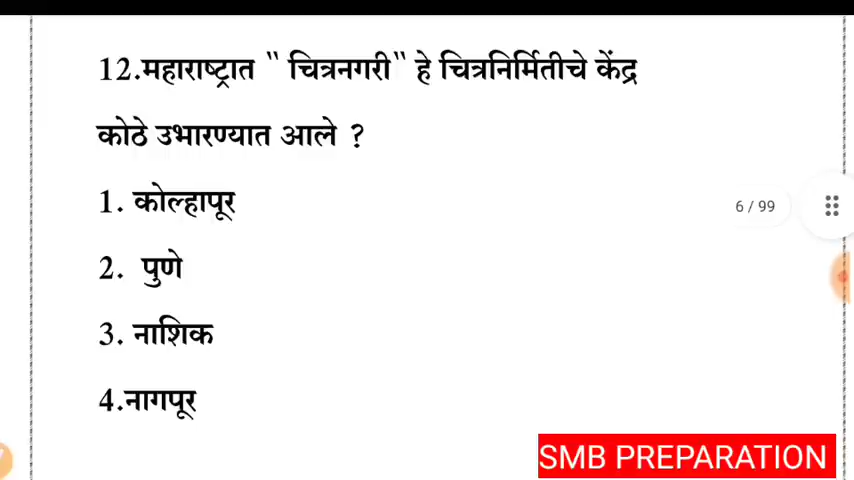 12.महाराष्ट्रात " चित्रनगरी" हे चित्रनिर्मितीचे केंद्र
कोठे उभारण्यात आले ?
1. कोल्हापूर
6 / 99
2. पुणे
3. नाशिक
4.नागपूर
SMB PREPARATION